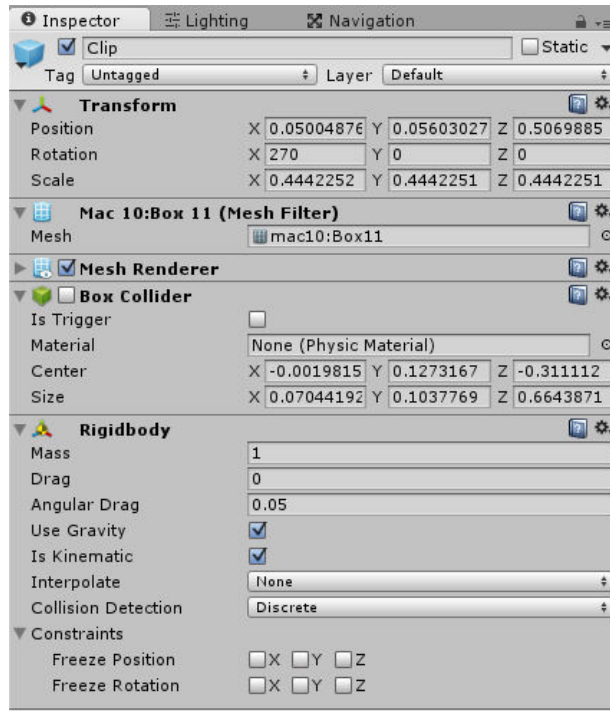 Inspector Lighting Navigation
Clip Static
Tag Untagged Layer Default
Transform
Position X 0.05004876 Y 0.05603027 Z 0.5069885
Rotation X 270 Y 0 Z 0
Scale X 0.4442252 Y 0.4442251 Z 0.4442251
Mac 10:Box 11 (Mesh Filter)
Mesh mac10:Box11
Mesh Renderer
Box Collider
Is Trigger
Material None (Physic Material)
Center X -0.0019815 Y 0.1273167 Z -0.311112
Size X 0.07044192 Y 0.1037769 Z 0.6643871
Rigidbody
Mass 1
Drag 0
Angular Drag 0.05
Use Gravity
Is Kinematic
Interpolate None
Collision Detection Discrete
Constraints
Freeze Position X Y Z
Freeze Rotation X Y Z